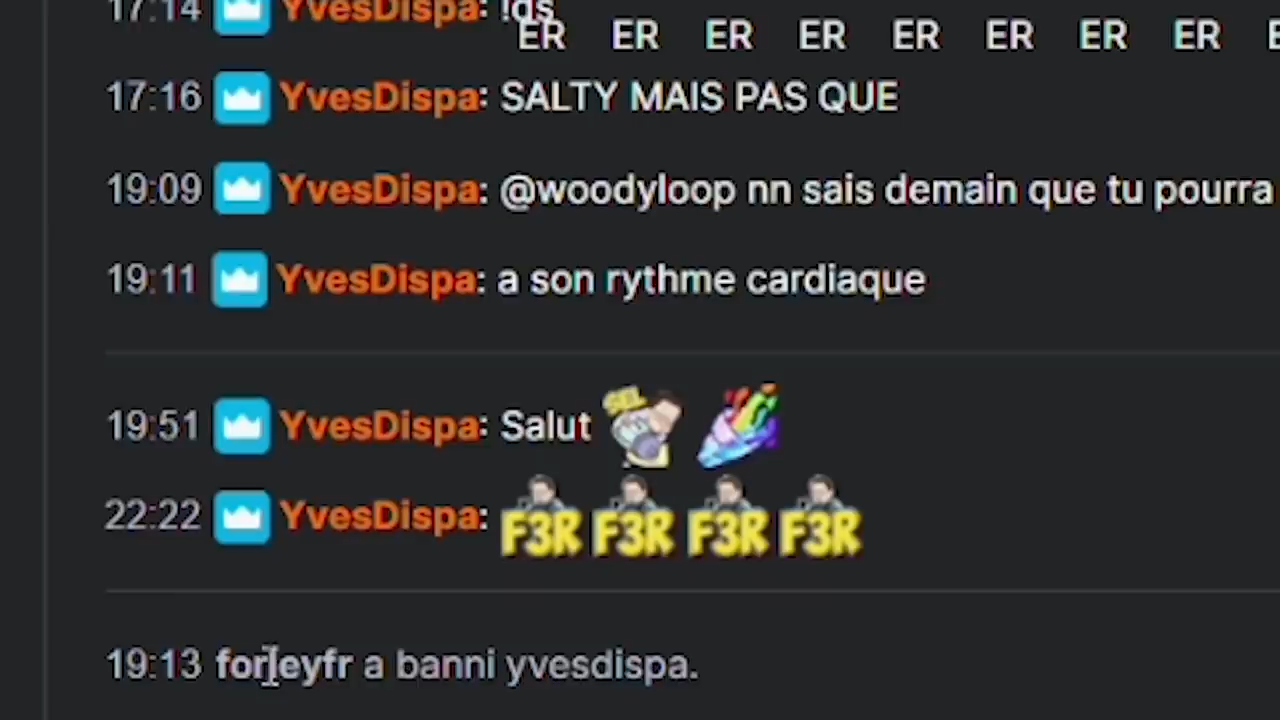 17:14 YvesDispa: !ds
ER ER ER ER ER ER ER ER
17:16 YvesDispa: SALTY MAIS PAS QUE
19:09 YvesDispa: @woodyloop nn sais demain que tu pourra
19:11 YvesDispa: a son rythme cardiaque
19:51 YvesDispa: Salut SEL
22:22 YvesDispa: F3R F3R F3R F3R
19:13 forleyfr a banni yvesdispa.